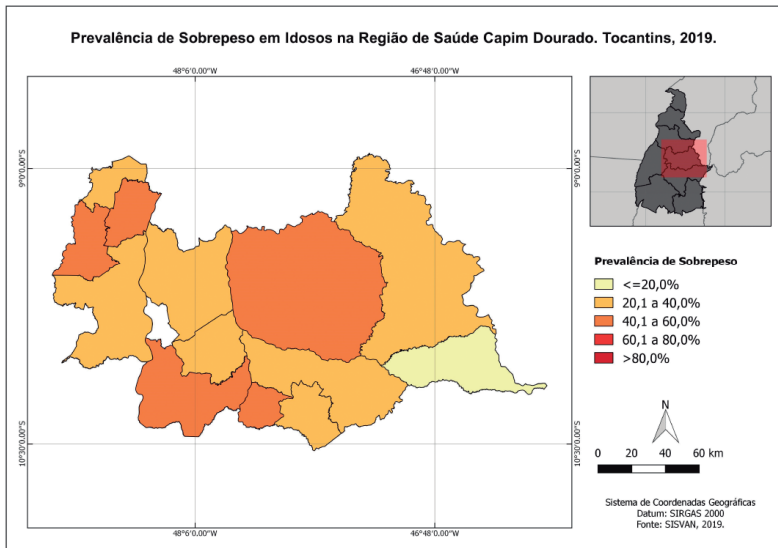 Prevalência de Sobrepeso em Idosos na Região de Saúde Capim Dourado. Tocantins, 2019.
48°6'0.00"W
46°48'0.00"W
9°0'0.00"S
9°0'0.00"S
10°30'0.00"S
10°30'0.00"S
48°6'0.00"W
46°48'0.00"W
Prevalência de Sobrepeso
<=20,0%
20,1 a 40,0%
40,1 a 60,0%
60,1 a 80,0%
>80,0%
N
0 20 40 60 km
Sistema de Coordenadas Geográficas
Datum: SIRGAS 2000
Fonte: SISVAN, 2019.